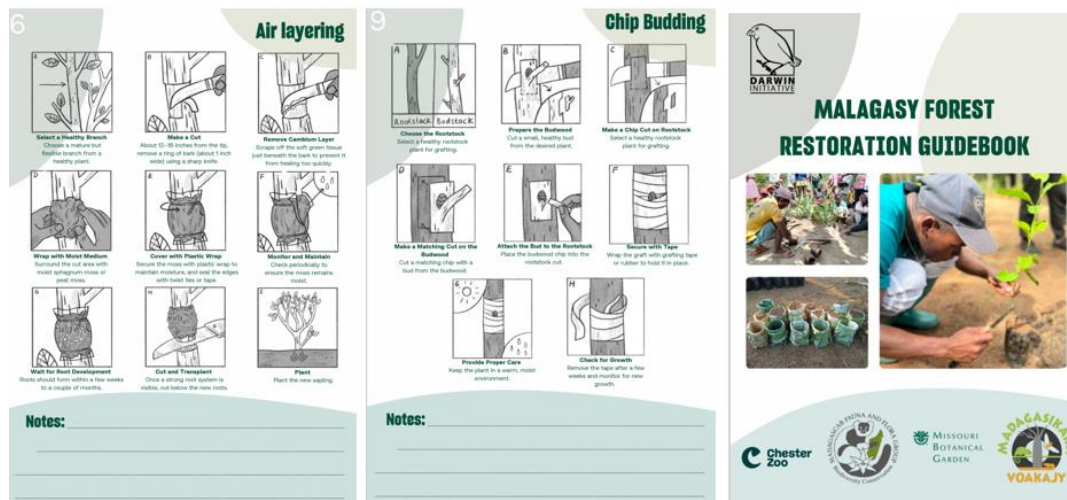 6
Air layering
A
B
C
Select a Healthy Branch
Choose a mature but
flexible branch from a
healthy plant.
Make a Cut
About 12-18 inches from the tip,
remove a ring of bark (about 1 inch
wide) using a sharp knife.
Remove Cambium Layer
Scrape off the soft green tissue
just beneath the bark to prevent it
from healing too quickly.
D
E
F
Wrap with Moist Medium
Surround the cut area with
moist sphagnum moss or
peat moss.
Cover with Plastic Wrap
Secure the moss with plastic wrap to
maintain moisture, and seal the edges
with twist ties or tape.
Monitor and Maintain
Check periodically to
ensure the moss remains
moist.
G
H
Wait for Root Development
Roots should form within a few weeks
to a couple of months.
Cut and Transplant
Once a strong root system is
visible, cut below the new roots.
Plant
Plant the new sapling.
Notes:
9
Chip Budding
A
Rootstock
Budstock
B
C
Choose the Rootstock
Select a healthy rootstock
plant for grafting.
Prepare the Budwood
Cut a small, healthy bud
from the desired plant.
Make a Chip Cut on Rootstock
Select a healthy rootstock
plant for grafting.
D
E
F
Make a Matching Cut on the
Budwood
Cut a matching chip with a
bud from the budwood.
Attach the Bud to the Rootstock
Place the budwood chip into the
rootstock cut.
Secure with Tape
Wrap the graft with grafting tape
or rubber to hold it in place.
G
H
Provide Proper Care
Keep the plant in a warm, moist
environment.
Check for Growth
Remove the tape after a few
weeks and monitor for new
growth.
Notes:
DARWIN
INITIATIVE
MALAGASY FOREST
RESTORATION GUIDEBOOK
Chester
Zoo
MADAGASCAR FAUNA AND FLORA GROUP
Biodiversity Conservation
MISSOURI
BOTANICAL
GARDEN
VOAKAJY